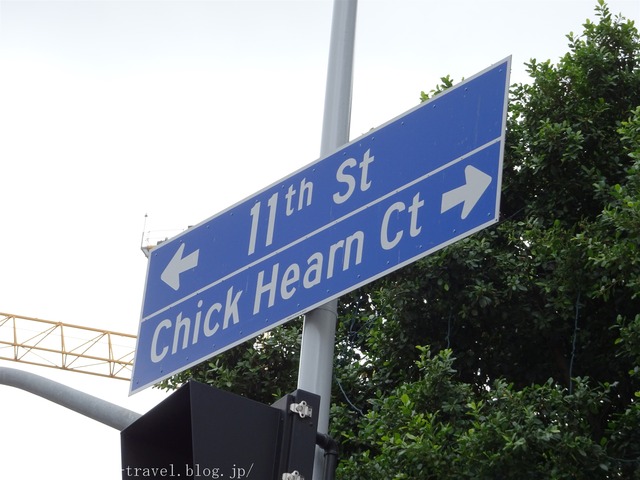 11th St
Chick Hearn Ct
-travel.blog.jp/